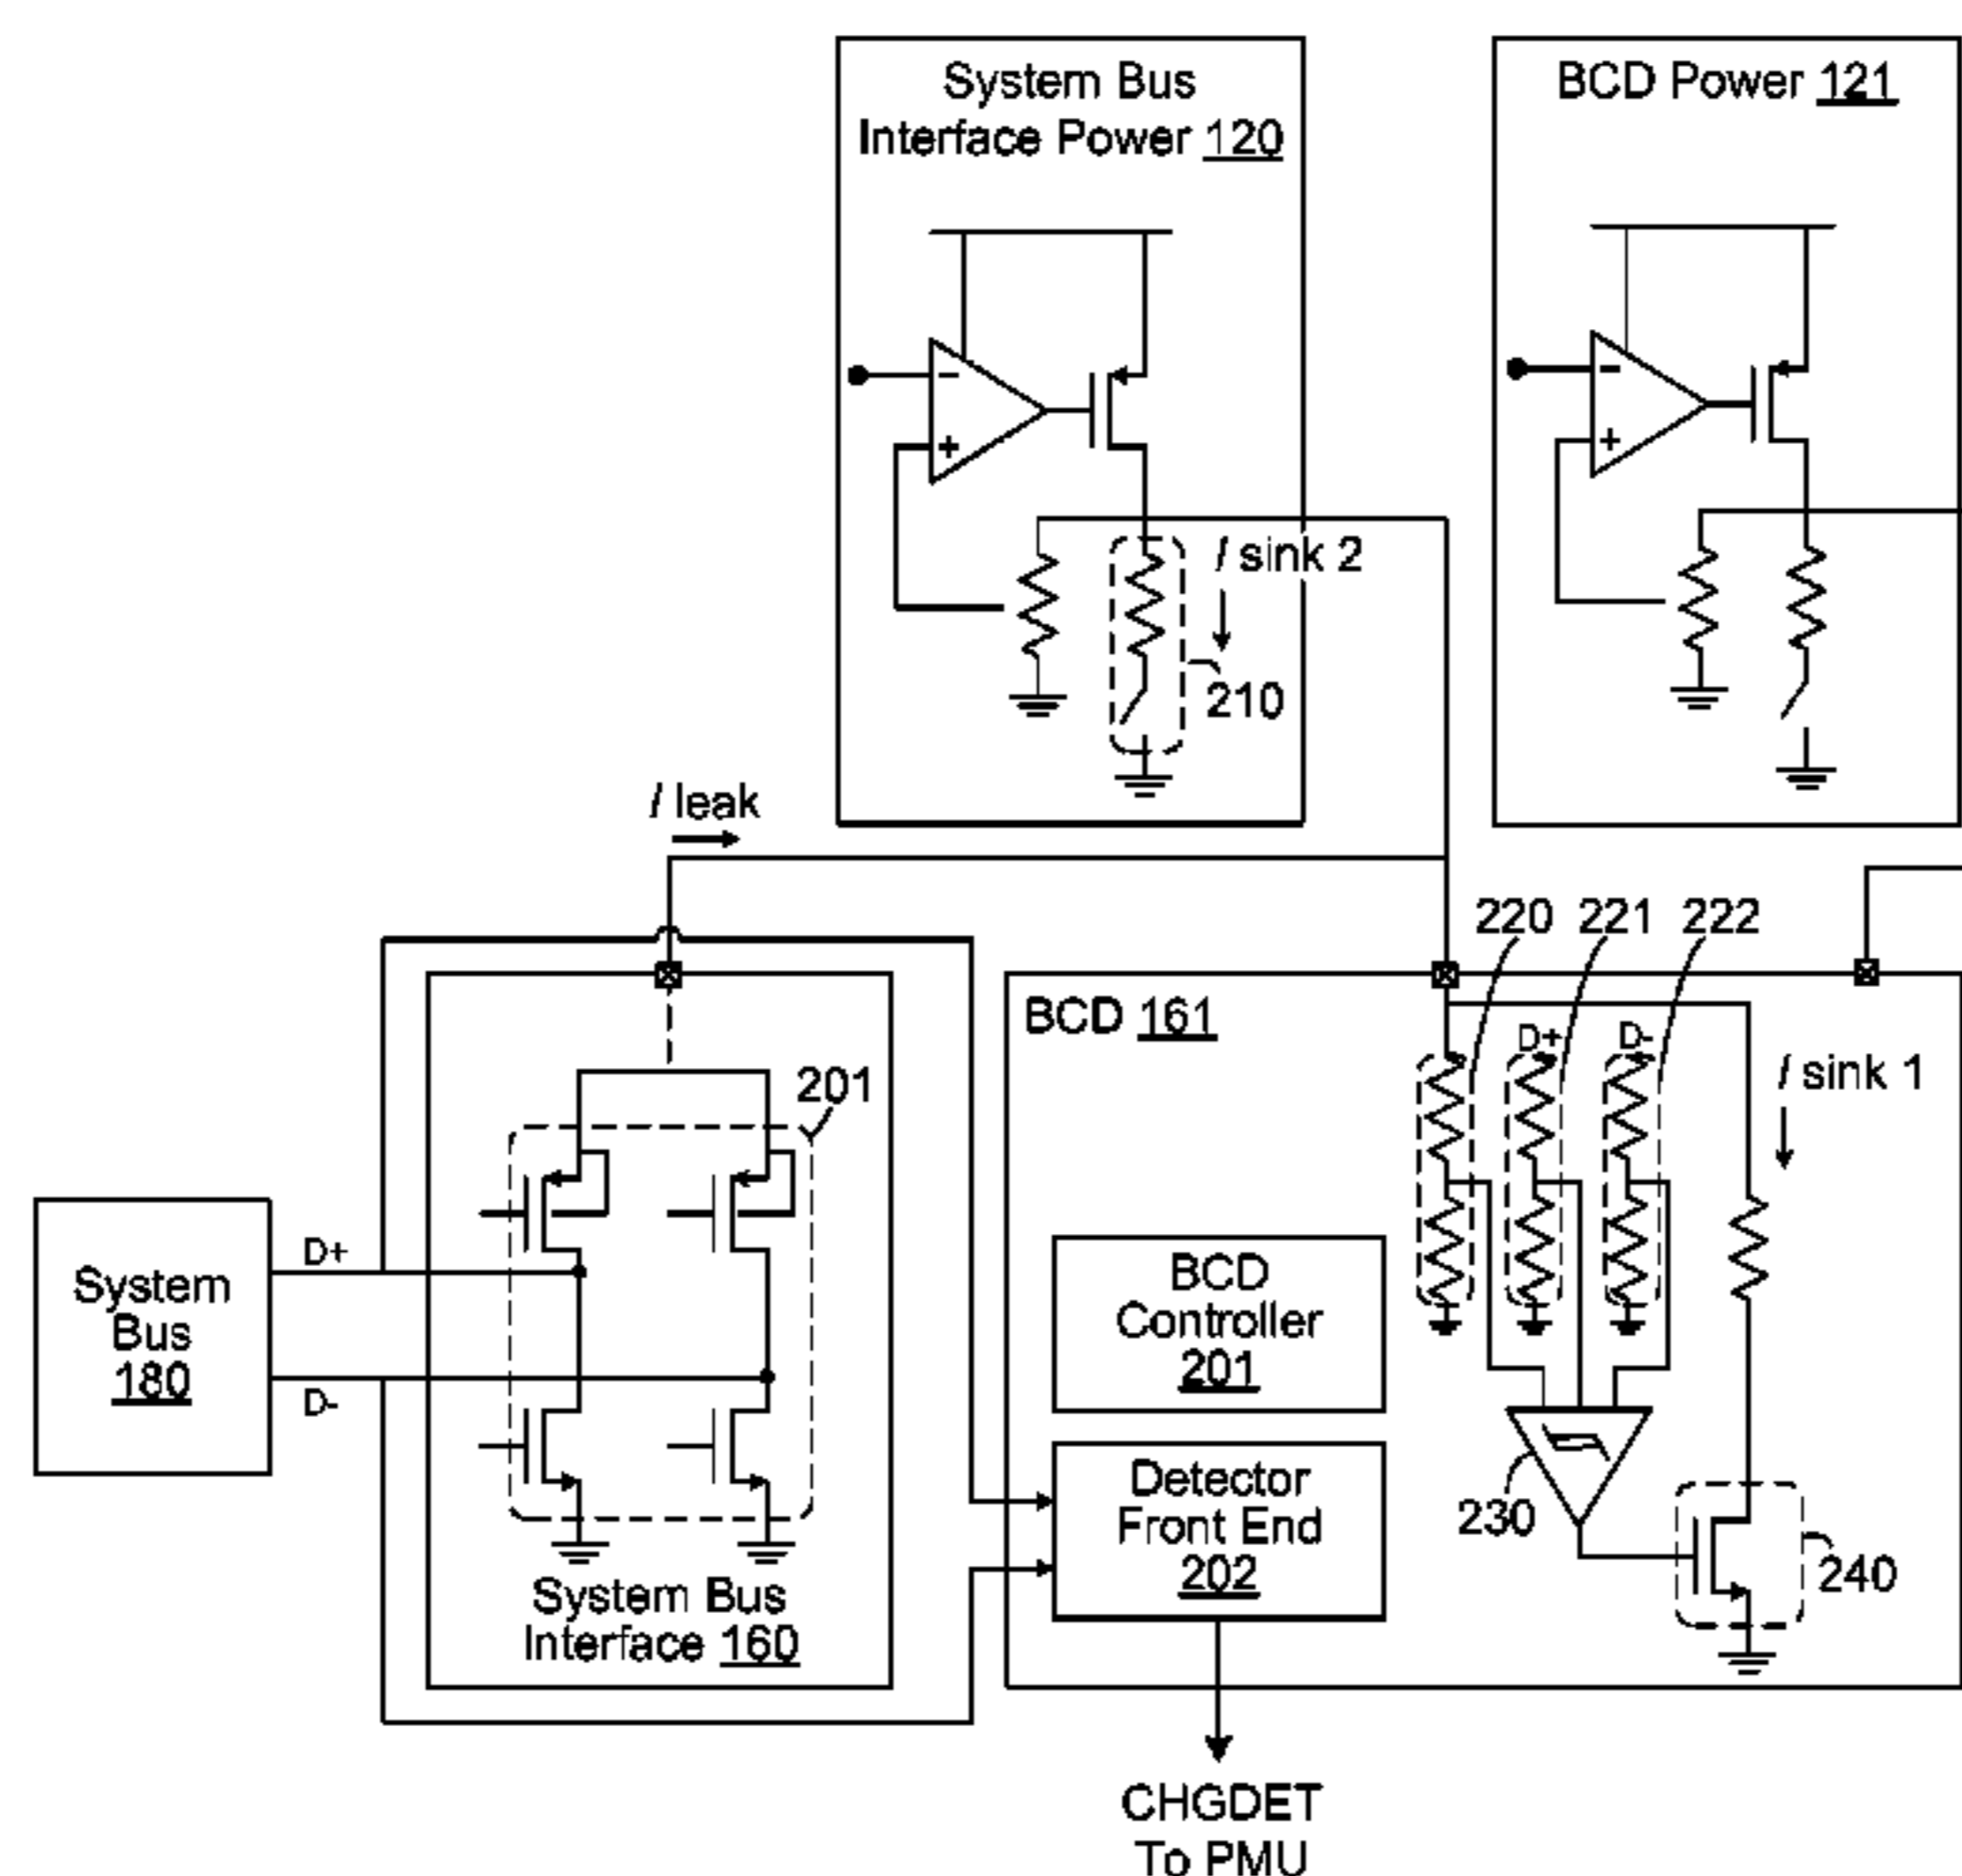 System Bus
Interface Power 120
BCD Power 121
−
+
−
+
I sink 2
210
I leak
220 221 222
BCD 161
D+ D-
I sink 1
201
System
Bus
180
D+
D-
BCD
Controller
201
Detector
Front End
202
230
240
System Bus
Interface 160
CHGDET
To PMU